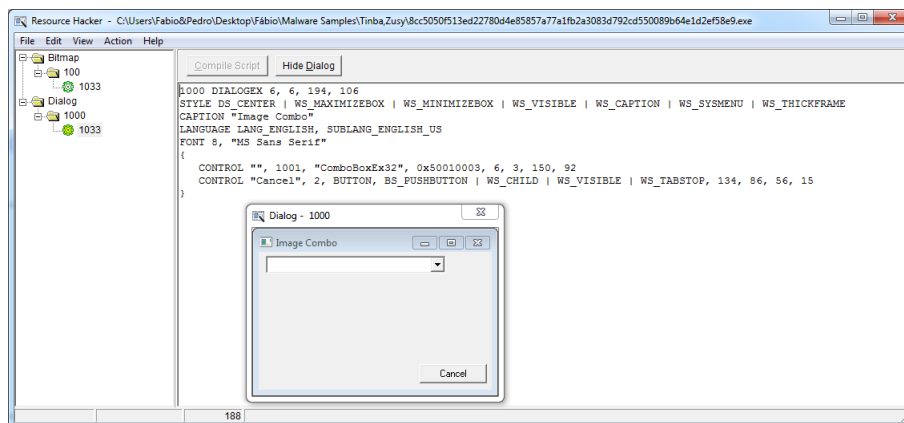 Resource Hacker - C:\Users\Fabio&Pedro\Desktop\Fábio\Malware Samples\Tinba,Zusy\8cc5050f513ed22780d4e85857a77a1fb2a3083d792cd550089b64e1d2ef58e9.exe
File Edit View Action Help
Bitmap
100
1033
Dialog
1000
1033
Compile Script Hide Dialog
1000 DIALOGEX 6, 6, 194, 106
STYLE DS_CENTER | WS_MAXIMIZEBOX | WS_MINIMIZEBOX | WS_VISIBLE | WS_CAPTION | WS_SYSMENU | WS_THICKFRAME
CAPTION "Image Combo"
LANGUAGE LANG_ENGLISH, SUBLANG_ENGLISH_US
FONT 8, "MS Sans Serif"
{
CONTROL "", 1001, "ComboBoxEx32", 0x50010003, 6, 3, 150, 92
CONTROL "Cancel", 2, BUTTON, BS_PUSHBUTTON | WS_CHILD | WS_VISIBLE | WS_TABSTOP, 134, 86, 56, 15
}
Dialog - 1000
Image Combo
Cancel
188